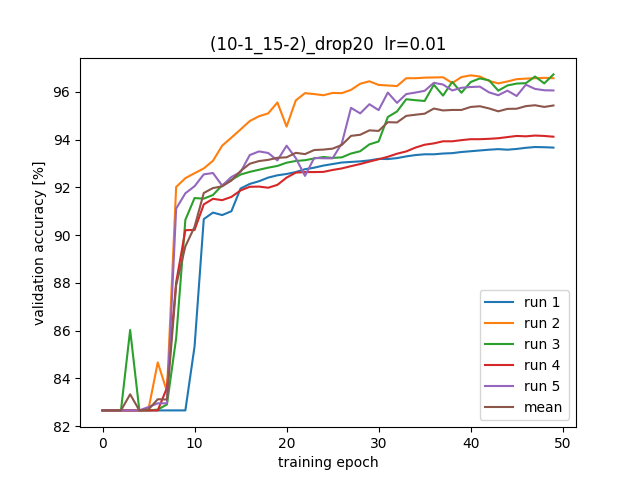 (10-1_15-2)_drop20  lr=0.01
validation accuracy [%]
96
94
92
90
88
86
84
82
0
10
20
30
40
50
training epoch
run 1
run 2
run 3
run 4
run 5
mean